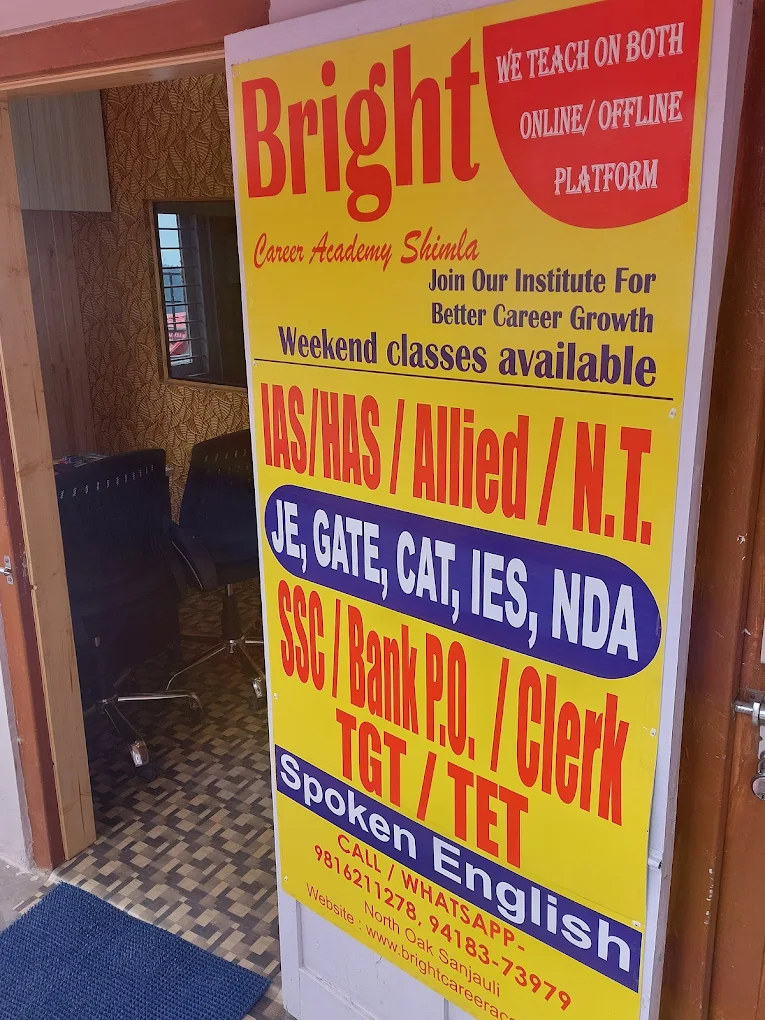 Bright
WE TEACH ON BOTH
ONLINE/ OFFLINE
PLATFORM
Career Academy Shimla
Join Our Institute For
Better Career Growth
Weekend classes available
IAS/HAS / Allied / N.T.
JE, GATE, CAT, IES, NDA
SSC / Bank P.O. / Clerk
TGT / TET
Spoken English
CALL / WHATSAPP-
9816211278, 94183-73979
North Oak Sanjauli
Website : www.brightcareerac